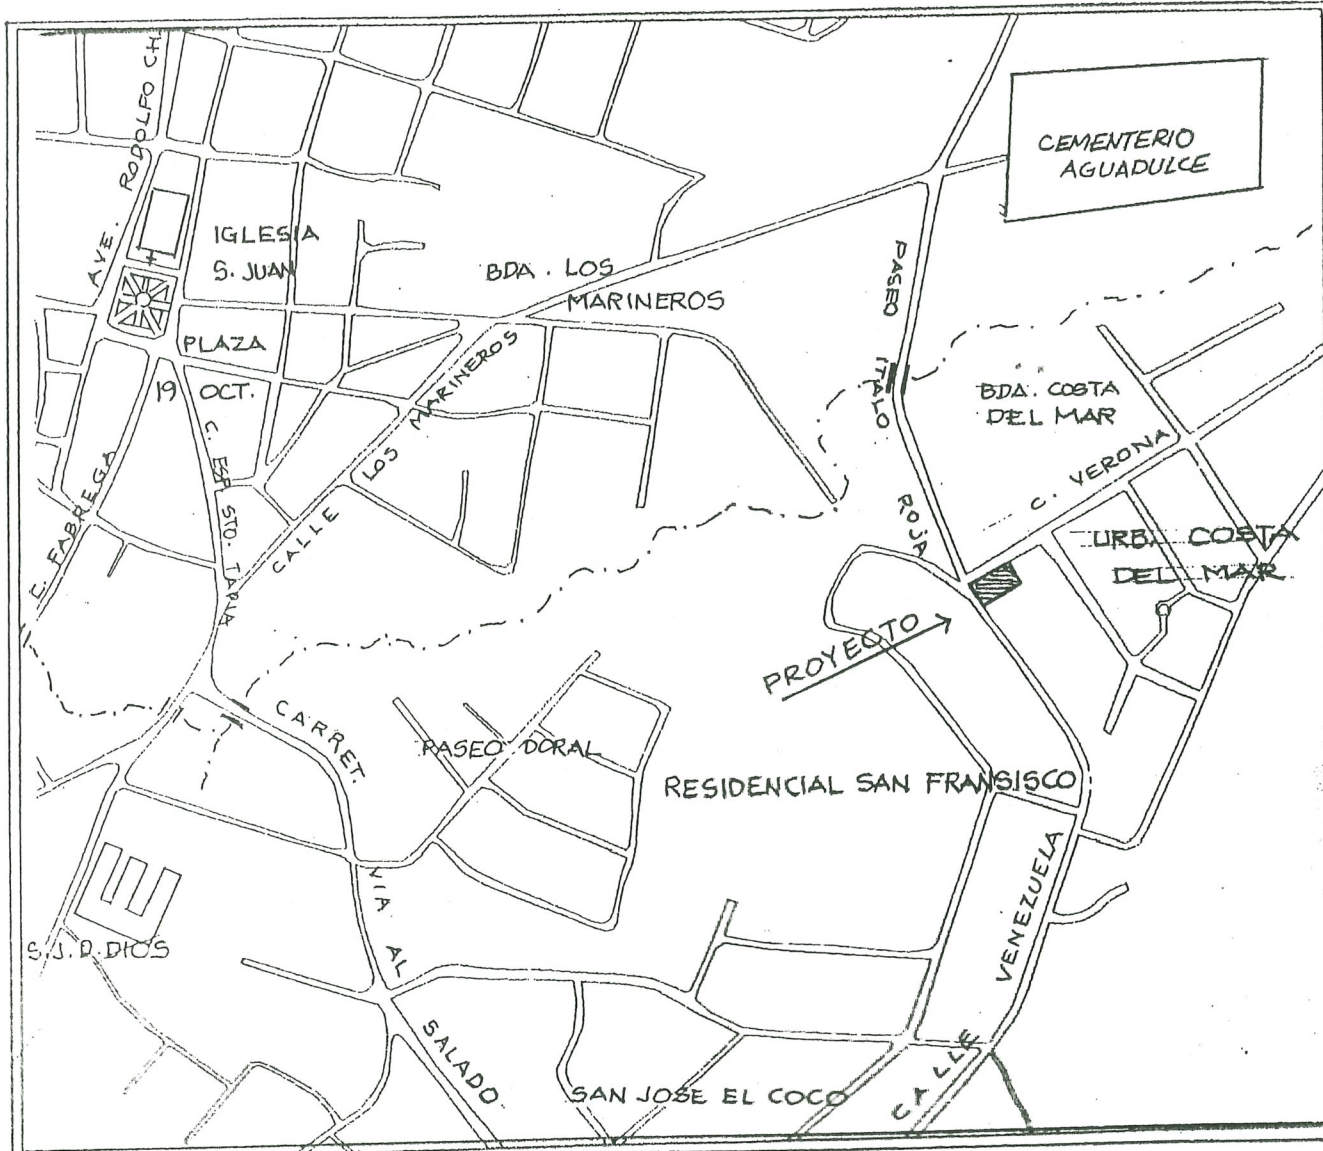 AVE. RODOLFO CH.
CEMENTERIO
AGUADULCE
IGLESIA
S. JUAN
BDA. LOS
MARINEROS
PASEO ITALO ROJA
PLAZA
19 OCT.
CALLE LOS MARINEROS
BDA. COSTA
DEL MAR
C. VERONA
C. FABREGA
C. ESP. STO. TAPIA
URB. COSTA
DEL MAR
PROYECTO
CARRET. VIA AL SALADO
PASEO DORAL
RESIDENCIAL SAN FRANSISCO
CALLE VENEZUELA
S.J.D.DIOS
SAN JOSE EL COCO